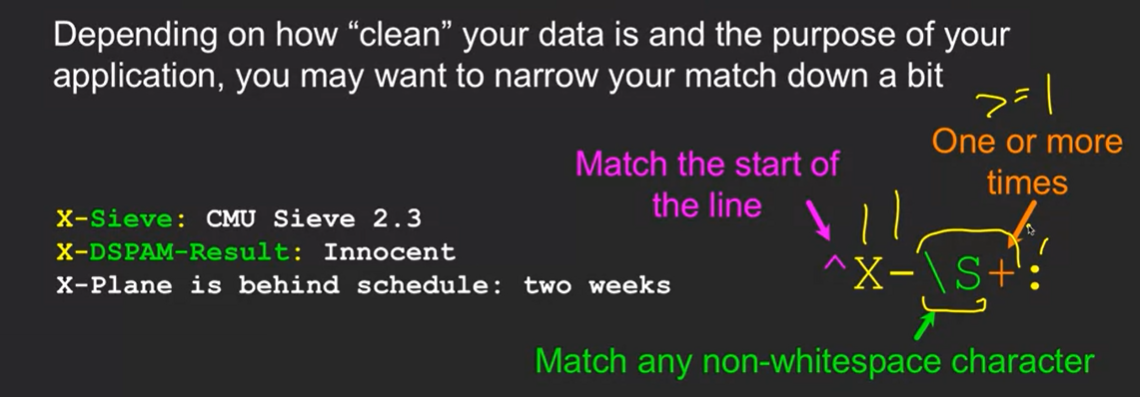 Depending on how “clean” your data is and the purpose of your
application, you may want to narrow your match down a bit
>=1
One or more
times
Match the start of
the line
X-Sieve: CMU Sieve 2.3
X-DSPAM-Result: Innocent
X-Plane is behind schedule: two weeks
^X-\S+:
Match any non-whitespace character